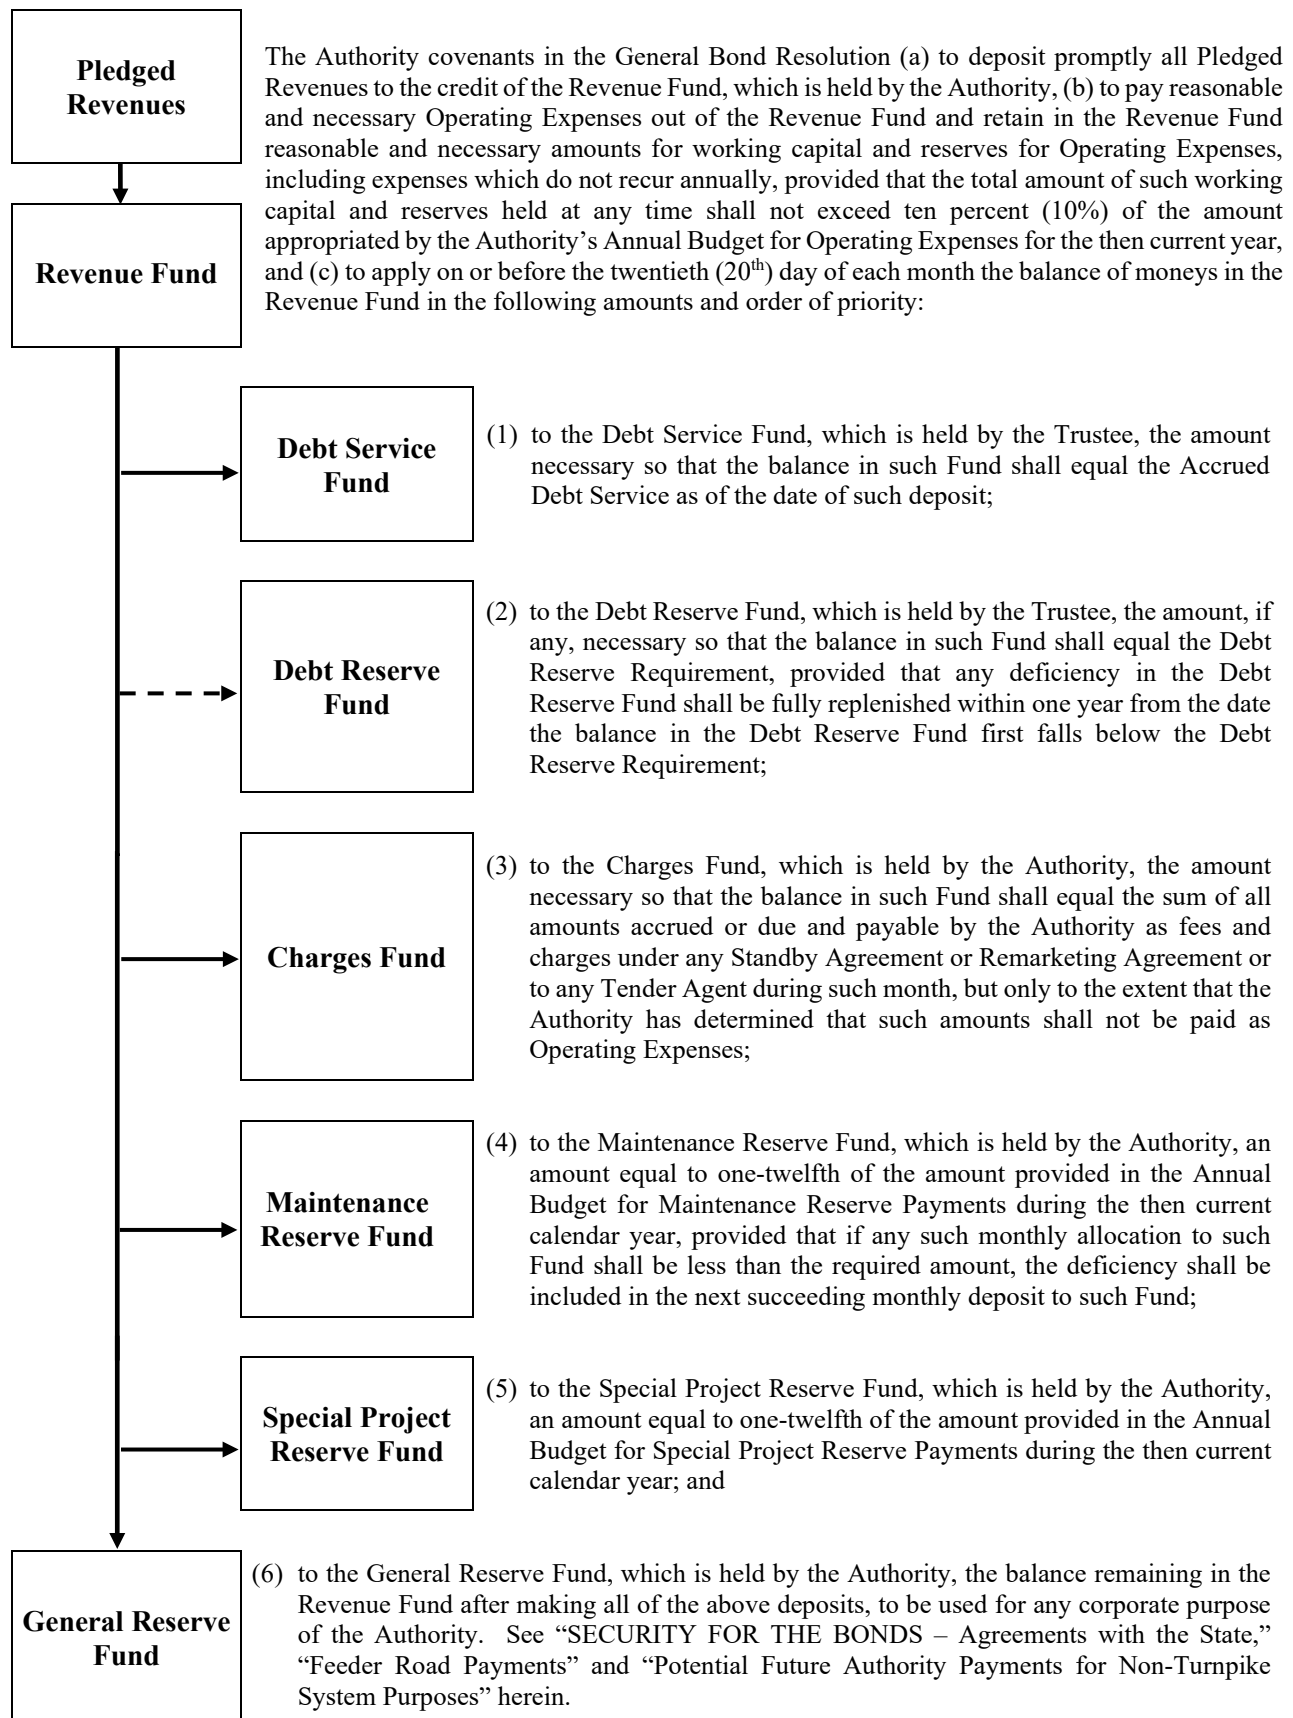 Pledged
Revenues
The Authority covenants in the General Bond Resolution (a) to deposit promptly all Pledged
Revenues to the credit of the Revenue Fund, which is held by the Authority, (b) to pay reasonable
and necessary Operating Expenses out of the Revenue Fund and retain in the Revenue Fund
reasonable and necessary amounts for working capital and reserves for Operating Expenses,
including expenses which do not recur annually, provided that the total amount of such working
capital and reserves held at any time shall not exceed ten percent (10%) of the amount
appropriated by the Authority’s Annual Budget for Operating Expenses for the then current year,
and (c) to apply on or before the twentieth (20th) day of each month the balance of moneys in the
Revenue Fund in the following amounts and order of priority:
Revenue Fund
Debt Service
Fund
(1) to the Debt Service Fund, which is held by the Trustee, the amount
necessary so that the balance in such Fund shall equal the Accrued
Debt Service as of the date of such deposit;
Debt Reserve
Fund
(2) to the Debt Reserve Fund, which is held by the Trustee, the amount, if
any, necessary so that the balance in such Fund shall equal the Debt
Reserve Requirement, provided that any deficiency in the Debt
Reserve Fund shall be fully replenished within one year from the date
the balance in the Debt Reserve Fund first falls below the Debt
Reserve Requirement;
Charges Fund
(3) to the Charges Fund, which is held by the Authority, the amount
necessary so that the balance in such Fund shall equal the sum of all
amounts accrued or due and payable by the Authority as fees and
charges under any Standby Agreement or Remarketing Agreement or
to any Tender Agent during such month, but only to the extent that the
Authority has determined that such amounts shall not be paid as
Operating Expenses;
Maintenance
Reserve Fund
(4) to the Maintenance Reserve Fund, which is held by the Authority, an
amount equal to one-twelfth of the amount provided in the Annual
Budget for Maintenance Reserve Payments during the then current
calendar year, provided that if any such monthly allocation to such
Fund shall be less than the required amount, the deficiency shall be
included in the next succeeding monthly deposit to such Fund;
Special Project
Reserve Fund
(5) to the Special Project Reserve Fund, which is held by the Authority,
an amount equal to one-twelfth of the amount provided in the Annual
Budget for Special Project Reserve Payments during the then current
calendar year; and
General Reserve
Fund
(6) to the General Reserve Fund, which is held by the Authority, the balance remaining in the
Revenue Fund after making all of the above deposits, to be used for any corporate purpose
of the Authority. See “SECURITY FOR THE BONDS – Agreements with the State,”
“Feeder Road Payments” and “Potential Future Authority Payments for Non-Turnpike
System Purposes” herein.